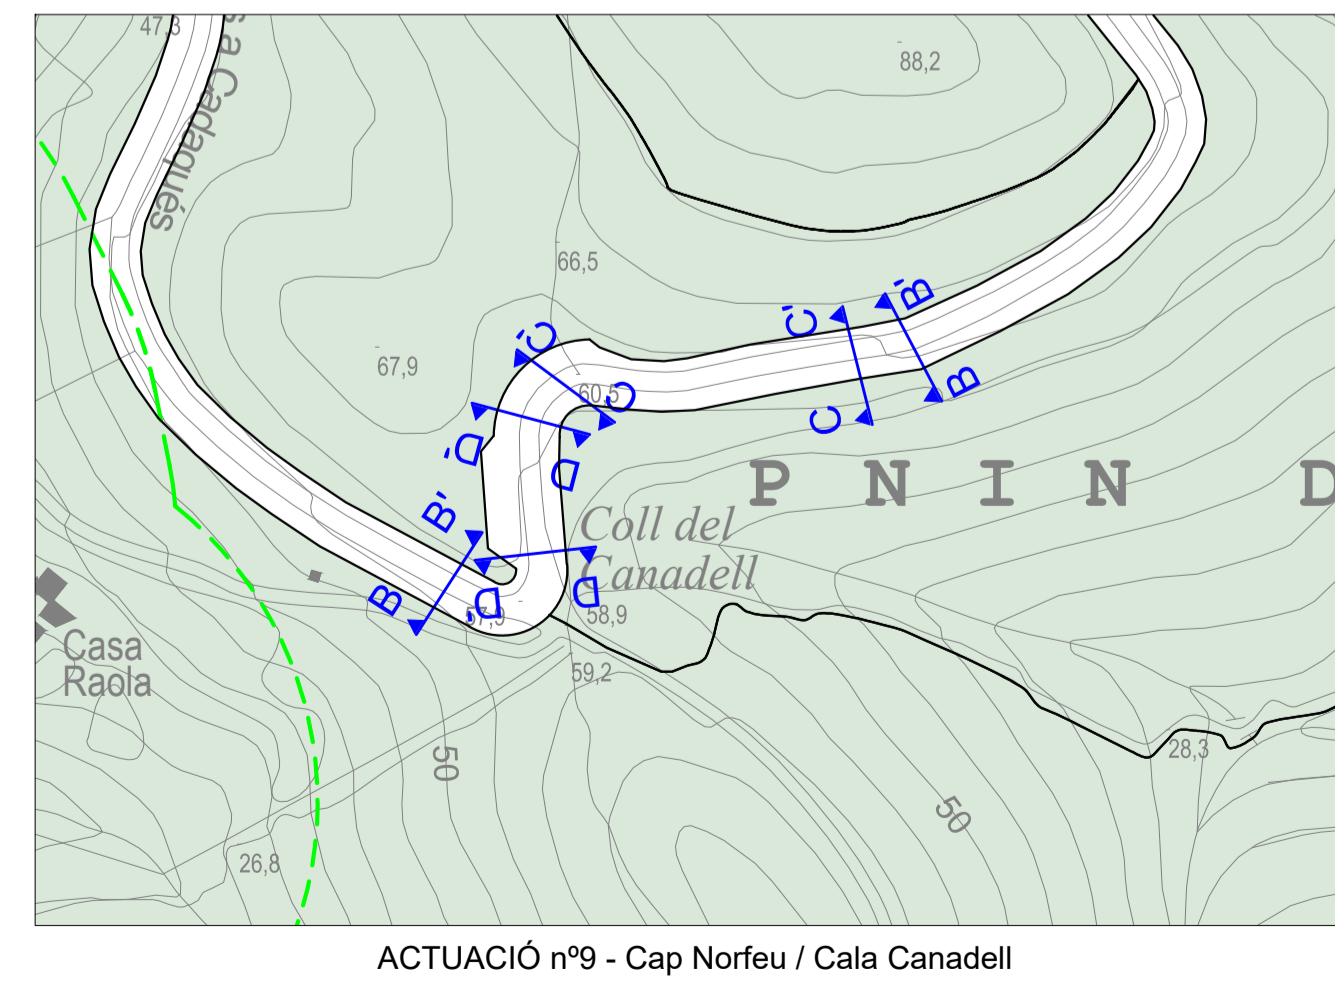 47,3
s a Cadaqués
88,2
66,5
67,9
60,5
C'
B'
C
B
C'
C
D'
D
B'
B
D'
D
P N I N D
Coll del
Canadell
57,9
58,9
59,2
Casa
Raola
50
50
28,3
26,8
ACTUACIÓ nº9 - Cap Norfeu / Cala Canadell